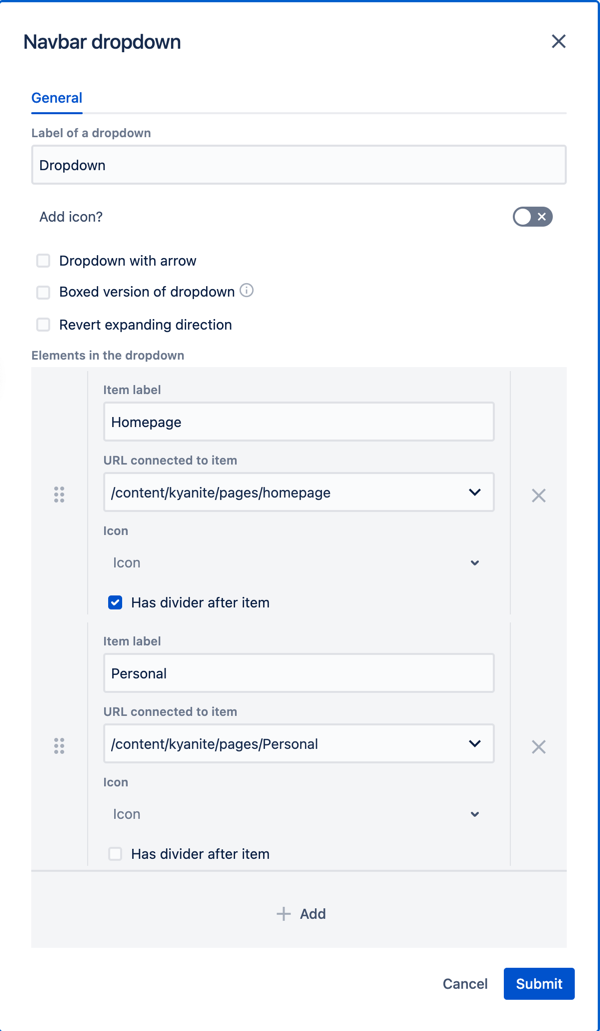 Navbar dropdown
General
Label of a dropdown
Dropdown
Add icon?
Dropdown with arrow
Boxed version of dropdown
Revert expanding direction
Elements in the dropdown
Item label
Homepage
URL connected to item
/content/kyanite/pages/homepage
Icon
Icon
Has divider after item
Item label
Personal
URL connected to item
/content/kyanite/pages/Personal
Icon
Icon
Has divider after item
Add
Cancel Submit